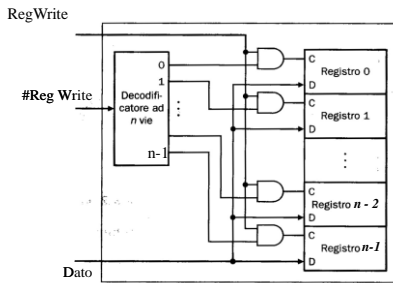 RegWrite
0
C
Registro 0
1
D
Decodifi-
catore ad
n vie
#Reg Write
C
Registro 1
D
n-1
C
Registro n - 2
D
C
Registro n-1
Dato
D